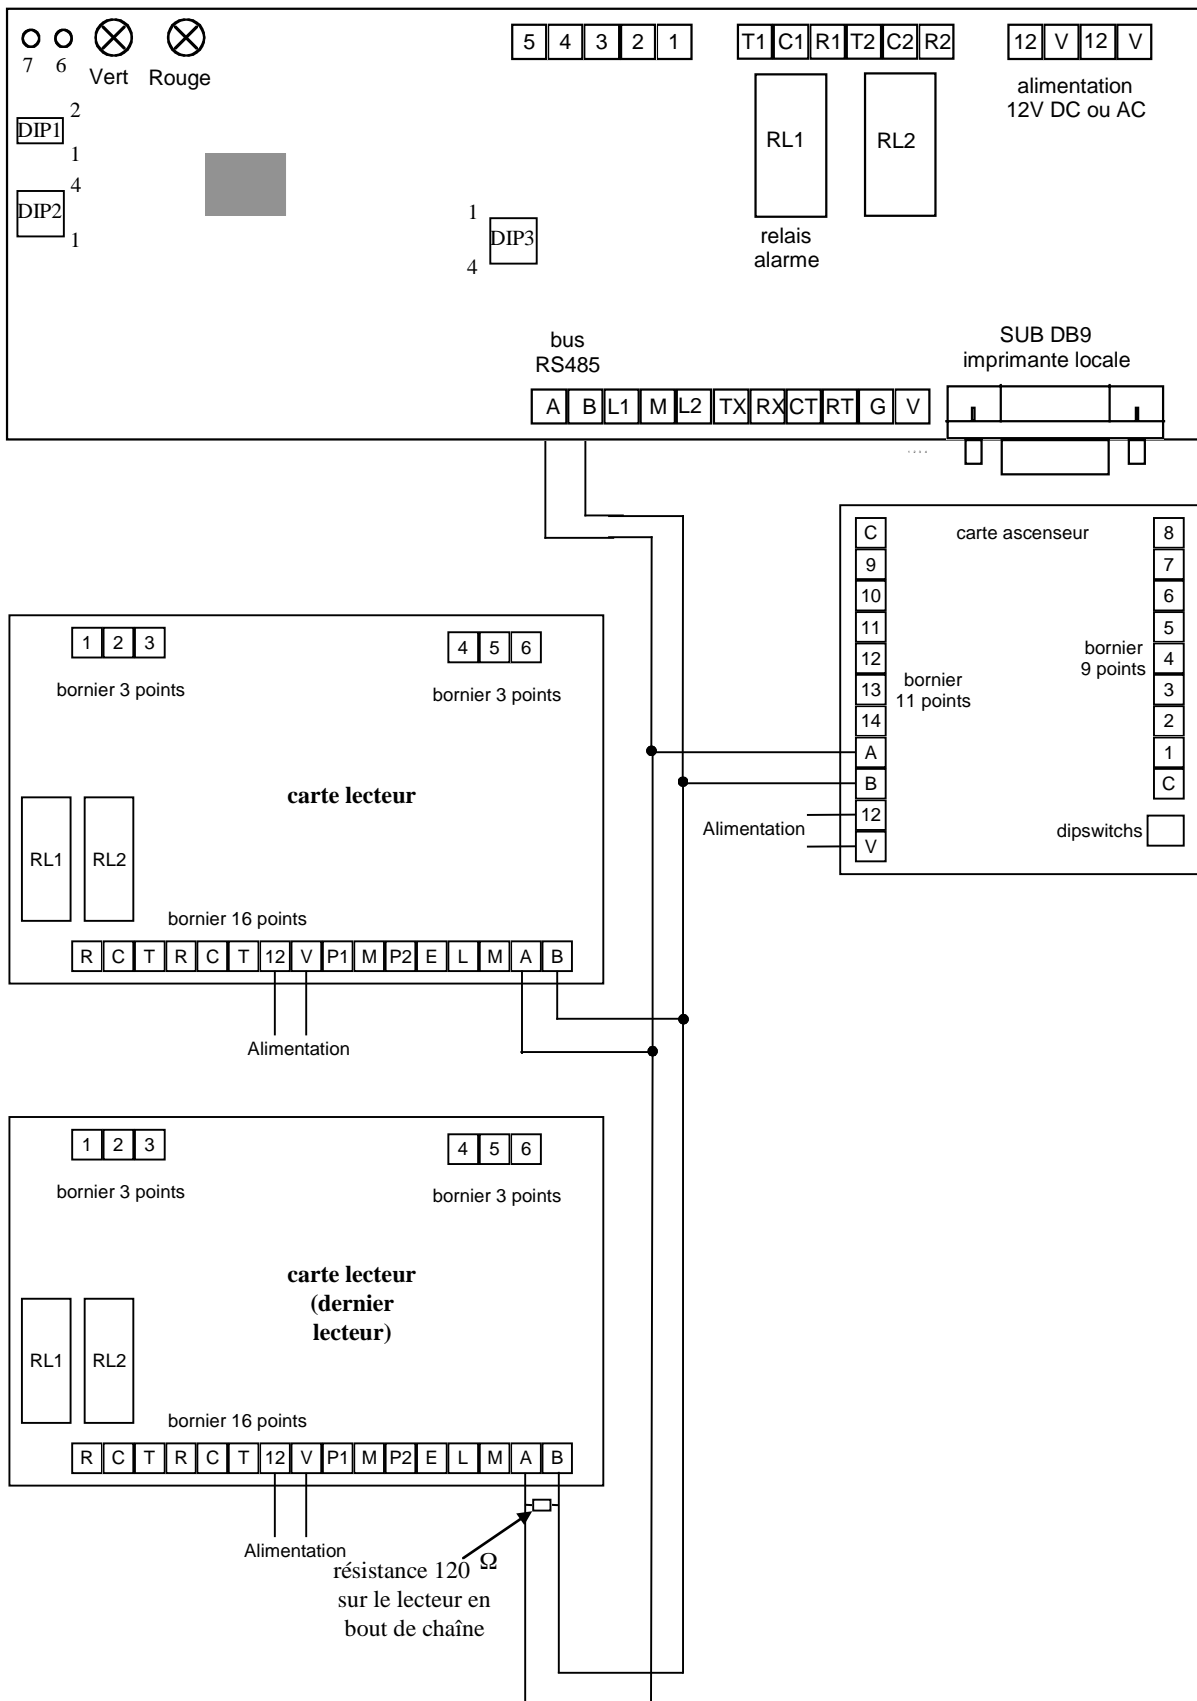 7 6 Vert Rouge
5 4 3 2 1
T1 C1 R1 T2 C2 R2
12 V 12 V
alimentation
12V DC ou AC
DIP1
2
1
DIP2
4
1
DIP3
1
4
RL1
RL2
relais
alarme
bus
RS485
SUB DB9
imprimante locale
A B L1 M L2 TX RX CT RT G V
....
carte ascenseur
C
9
10
11
12
13
14
A
B
12
V
bornier
11 points
8
7
6
5
4
3
2
1
C
bornier
9 points
Alimentation
dipswitchs
1 2 3
4 5 6
bornier 3 points
bornier 3 points
carte lecteur
RL1
RL2
bornier 16 points
R C T R C T 12 V P1 M P2 E L M A B
Alimentation
1 2 3
4 5 6
bornier 3 points
bornier 3 points
carte lecteur
(dernier
lecteur)
RL1
RL2
bornier 16 points
R C T R C T 12 V P1 M P2 E L M A B
Alimentation
résistance 120 Ω
sur le lecteur en
bout de chaîne